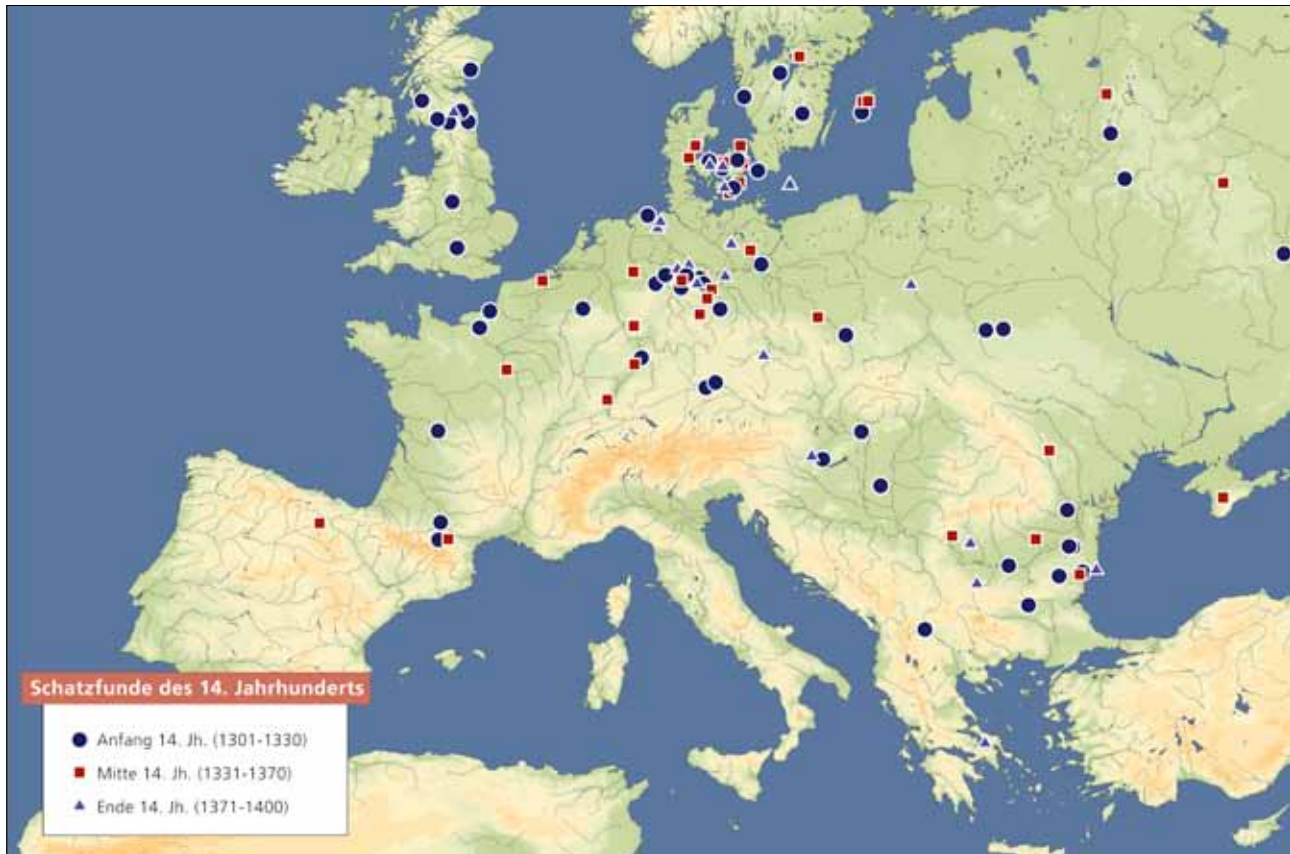 Schatzfunde des 14. Jahrhunderts
Anfang 14. Jh. (1301-1330)
Mitte 14. Jh. (1331-1370)
Ende 14. Jh. (1371-1400)